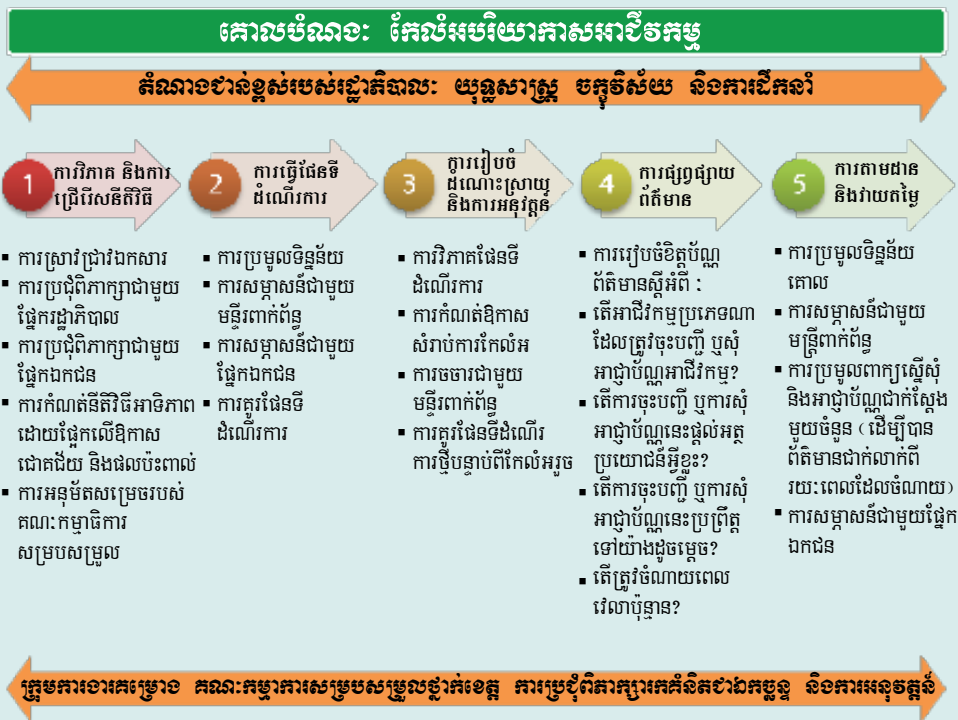 គោលបំណង: កែលំអបរិយាកាសអាជីវកម្ម
តំណាងជាន់ខ្ពស់របស់រដ្ឋាភិបាល: យុទ្ធសាស្ត្រ ចក្ខុវិស័យ និងការដឹកនាំ
1
ការវិភាគ និងការ
ជ្រើរើសនីតិវិធី
2
ការធ្វើផែនទី
ដំណើរការ
3
ការរៀបចំ
ដំណោះស្រាយ
និងការអនុវត្តន៍
4
ការផ្សព្វផ្សាយ
ព័ត៌មាន
5
ការតាមដាន
និងវាយតម្លៃ
▪ ការស្រាវជ្រាវឯកសារ
▪ ការប្រជុំពិភាក្សាជាមួយ
ផ្នែករដ្ឋាភិបាល
▪ ការប្រជុំពិភាក្សាជាមួយ
ផ្នែកឯកជន
▪ ការកំណត់នីតិវិធីអាទិភាព
ដោយផ្អែកលើឱកាស
ជោគជ័យ និងផលប៉ះពាល់
▪ ការអនុម័តសម្រេចរបស់
គណ:កម្មាធិការ
សម្របសម្រួល
▪ ការប្រមូលទិន្នន័យ
▪ ការសម្ភាសន៍ជាមួយ
មន្ទីរពាក់ព័ន្ធ
▪ ការសម្ភាសន៍ជាមួយ
ផ្នែកឯកជន
▪ ការគូរផែនទី
ដំណើរការ
▪ ការវិភាគផែនទី
ដំណើរការ
▪ ការកំណត់ឱកាស
សំរាប់ការកែលំអ
▪ ការចចារជាមួយ
មន្ទីរពាក់ព័ន្ធ
▪ ការគូរផែនទីដំណើរ
ការថ្មីបន្ទាប់ពីកែលំអរួច
▪ ការរៀបចំខិត្តប័ណ្ណ
ព័ត៌មានស្តីអំពី :
▪ តើអាជីវកម្មប្រភេទណា
ដែលត្រូវចុះបញ្ជី ឬសុំ
អាជ្ញាប័ណ្ណអាជីវកម្ម?
▪ តើការចុះបញ្ជី ឬការសុំ
អាជ្ញាប័ណ្ណនេះផ្តល់អត្ថ
ប្រយោជន៍អ្វីខ្លះ?
▪ តើការចុះបញ្ជី ឬការសុំ
អាជ្ញាប័ណ្ណនេះប្រព្រឹត្ត
ទៅយ៉ាងដូចម្តេច?
▪ តើត្រូវចំណាយពេល
វេលាប៉ុន្មាន?
▪ ការប្រមូលទិន្នន័យ
គោល
▪ ការសម្ភាសន៍ជាមួយ
មន្ត្រីពាក់ព័ន្ធ
▪ ការប្រមូលពាក្យស្នើសុំ
និងអាជ្ញាប័ណ្ណជាក់ស្តែង
មួយចំនួន (ដើម្បីបាន
ព័ត៌មានជាក់លាក់ពី
រយ:ពេលដែលចំណាយ)
▪ ការសម្ភាសន៍ជាមួយផ្នែក
ឯកជន
ក្រុមការងារគម្រោង គណ:កម្មាការសម្របសម្រួលថ្នាក់ខេត្ត ការប្រជុំពិភាក្សារកគំនិតជាឯកច្ឆន្ទ និងការអនុវត្តន៍